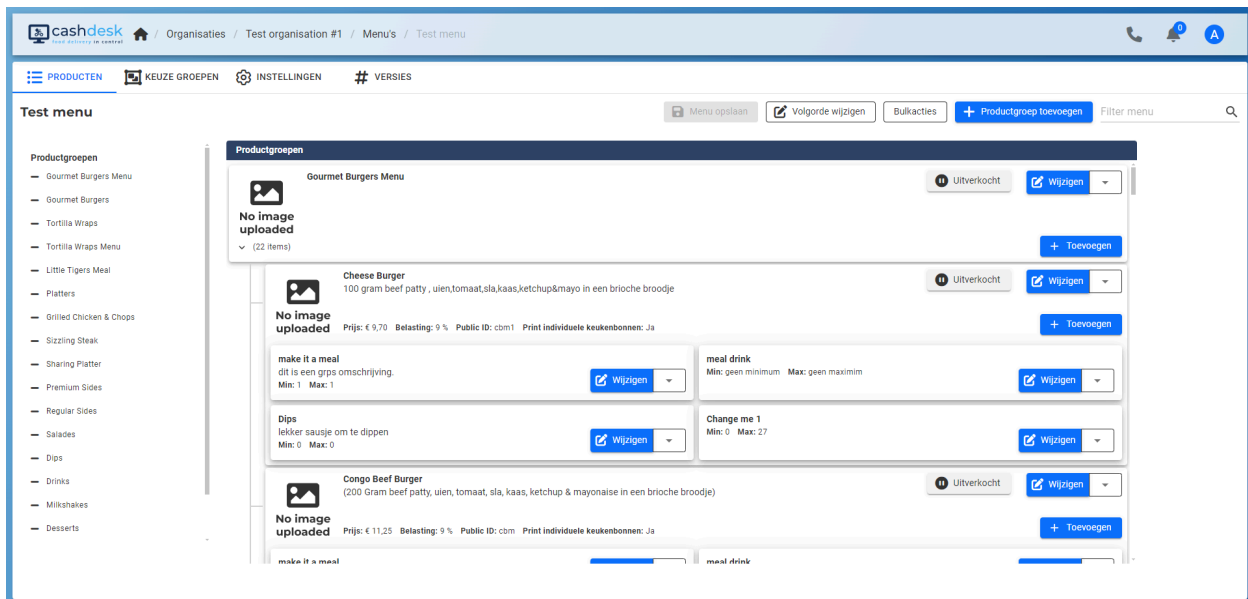 cashdesk
food delivery in control
/ Organisaties / Test organisation #1 / Menu's / Test menu
0
A
PRODUCTEN
KEUZE GROEPEN
INSTELLINGEN
# VERSIES
Test menu
Menu opslaan
Volgorde wijzigen
Bulkacties
+ Productgroep toevoegen
Filter menu
Productgroepen
Gourmet Burgers Menu
Gourmet Burgers
Tortilla Wraps
Tortilla Wraps Menu
Little Tigers Meal
Platters
Grilled Chicken & Chops
Sizzling Steak
Sharing Platter
Premium Sides
Regular Sides
Salades
Dips
Drinks
Milkshakes
Desserts
Productgroepen
No image
uploaded
Gourmet Burgers Menu
Uitverkocht
Wijzigen
(22 items)
+ Toevoegen
No image
uploaded
Cheese Burger
100 gram beef patty , uien,tomaat,sla,kaas,ketchup&mayo in een brioche broodje
Prijs: € 9,70 Belasting: 9 % Public ID: cbm1 Print individuele keukenbonnen: Ja
Uitverkocht
Wijzigen
+ Toevoegen
make it a meal
dit is een grps omschrijving.
Min: 1 Max: 1
Wijzigen
meal drink
Min: geen minimum Max: geen maximim
Wijzigen
Dips
lekker sausje om te dippen
Min: 0 Max: 0
Wijzigen
Change me 1
Min: 0 Max: 27
Wijzigen
No image
uploaded
Congo Beef Burger
(200 Gram beef patty, uien, tomaat, sla, kaas, ketchup & mayonaise in een brioche broodje)
Prijs: € 11,25 Belasting: 9 % Public ID: cbm Print individuele keukenbonnen: Ja
Uitverkocht
Wijzigen
+ Toevoegen
make it a meal
meal drink